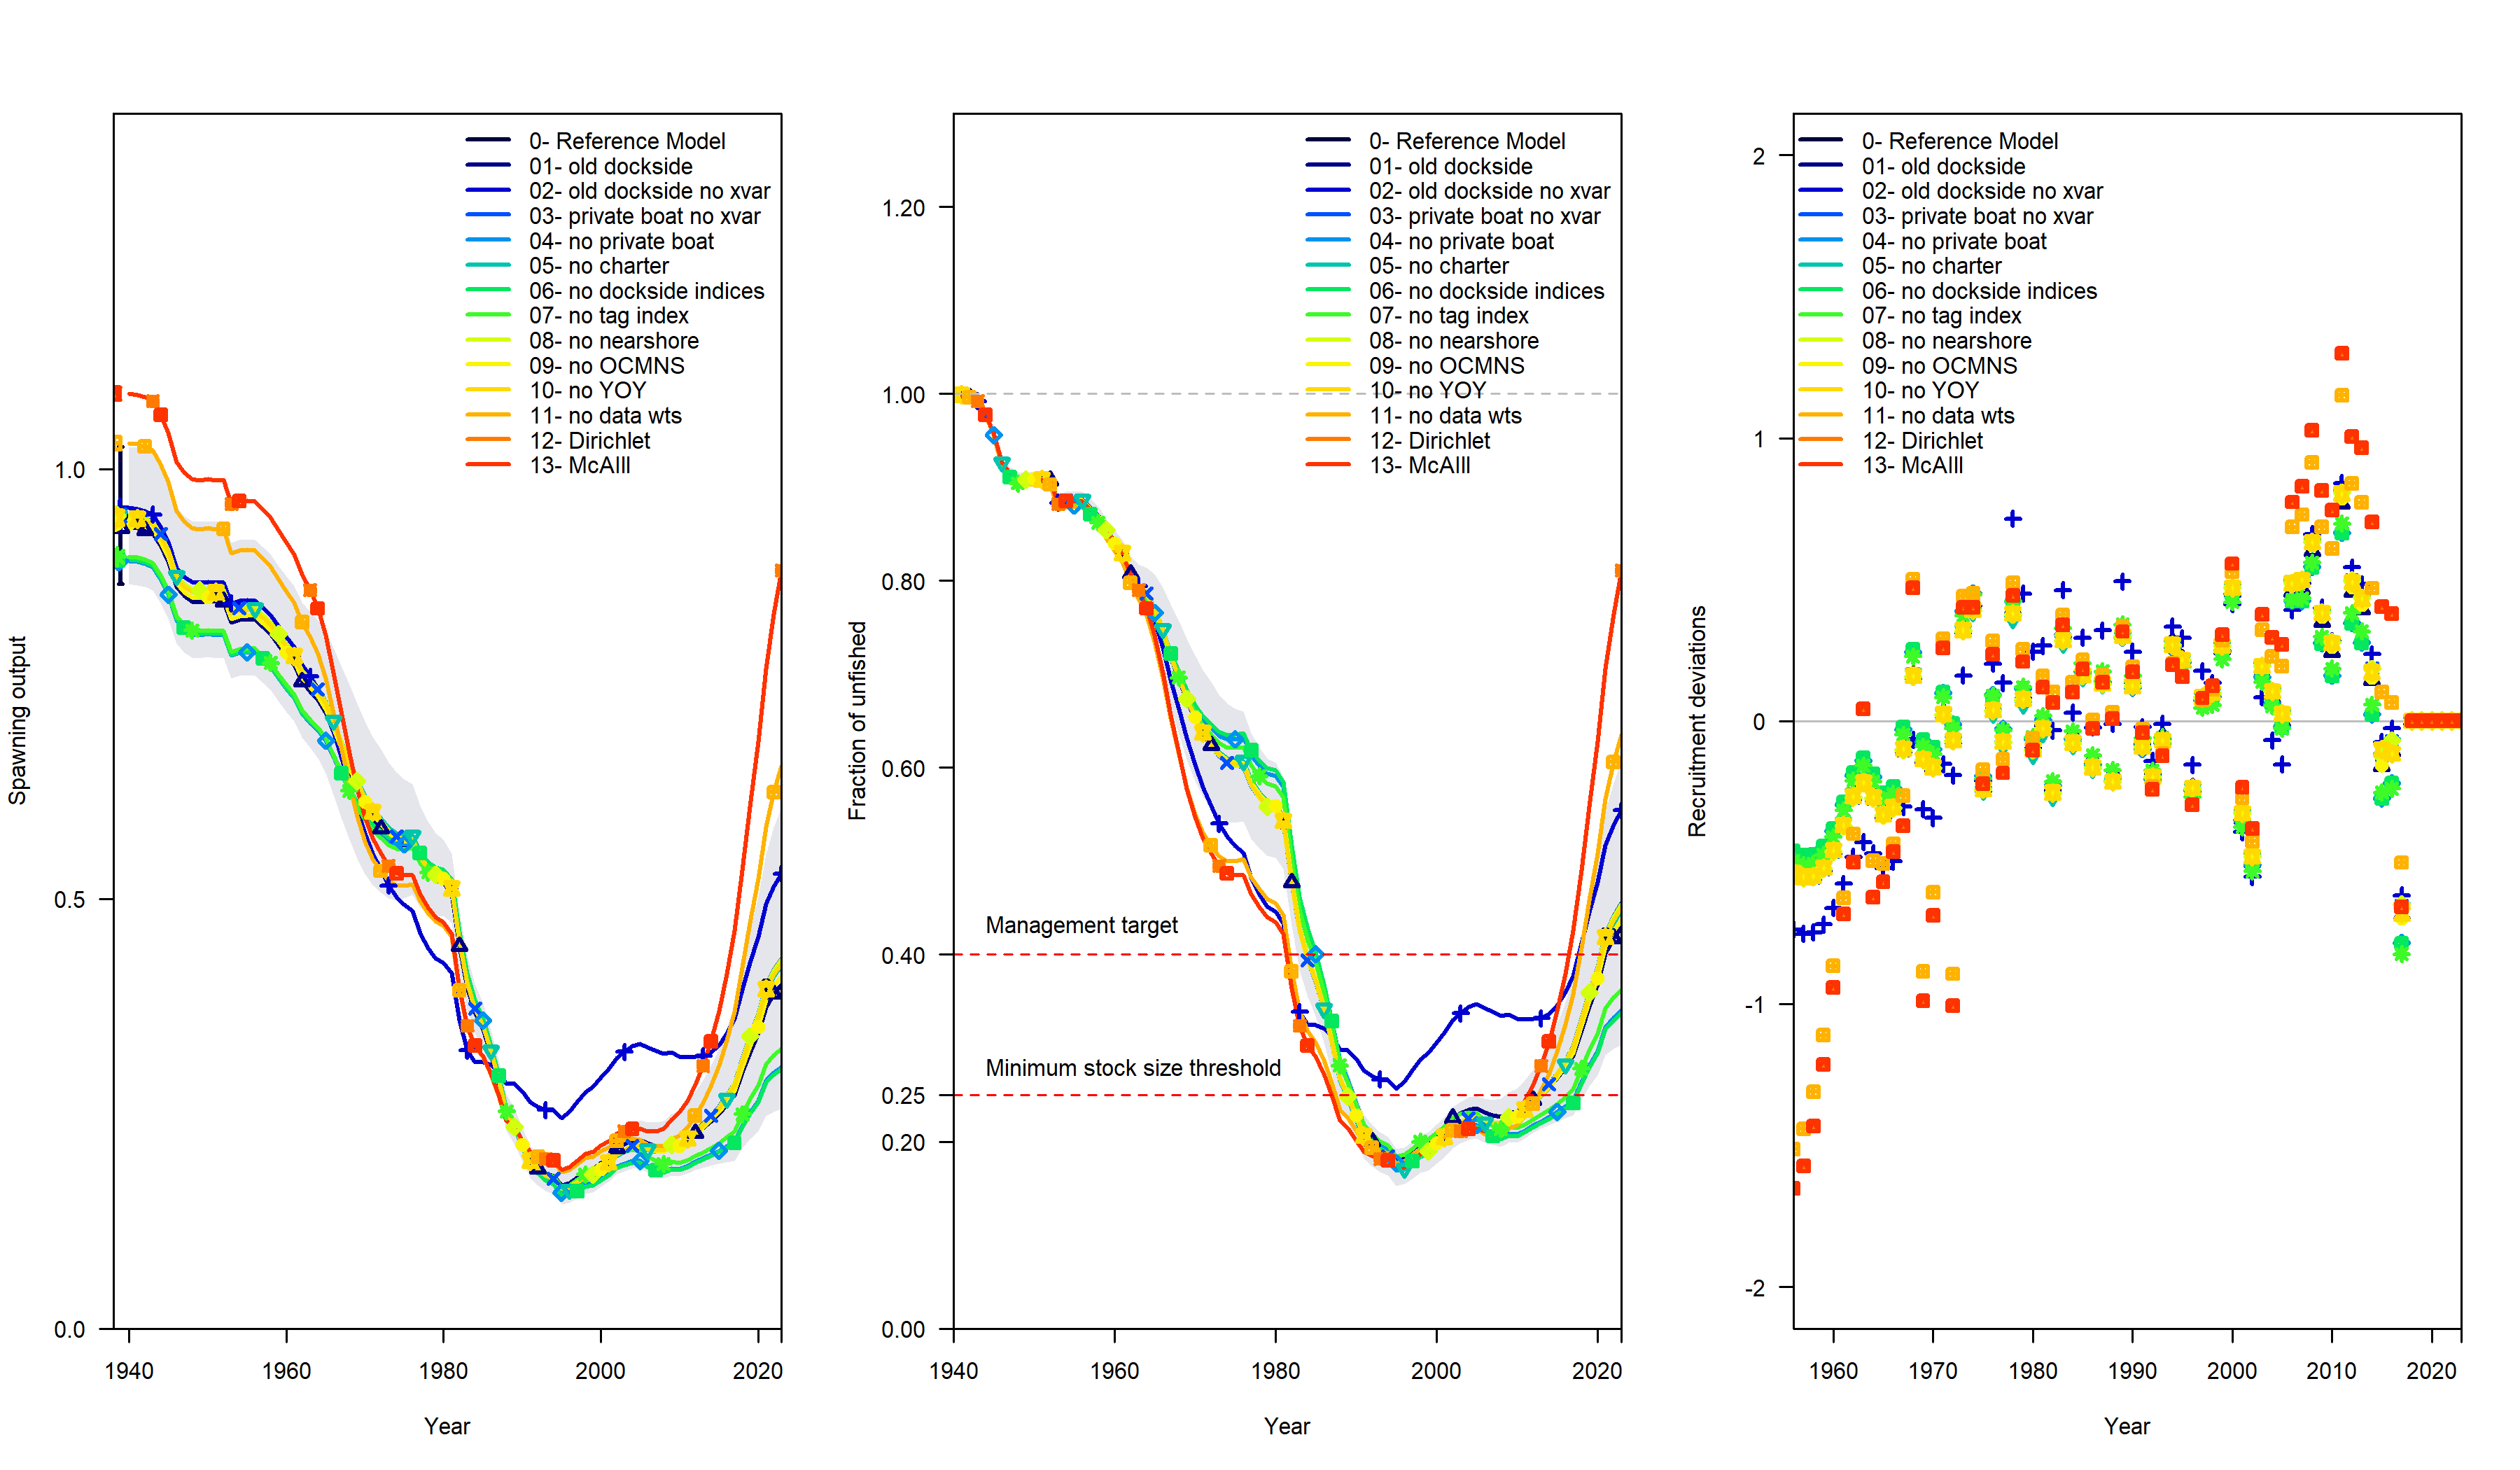 Spawning output
1.0
0.5
0.0
1940 1960 1980 2000 2020
Year
0- Reference Model
01- old dockside
02- old dockside no xvar
03- private boat no xvar
04- no private boat
05- no charter
06- no dockside indices
07- no tag index
08- no nearshore
09- no OCMNS
10- no YOY
11- no data wts
12- Dirichlet
13- McAlll
Fraction of unfished
1.20
1.00
0.80
0.60
0.40
0.25
0.20
0.00
1940 1960 1980 2000 2020
Year
0- Reference Model
01- old dockside
02- old dockside no xvar
03- private boat no xvar
04- no private boat
05- no charter
06- no dockside indices
07- no tag index
08- no nearshore
09- no OCMNS
10- no YOY
11- no data wts
12- Dirichlet
13- McAlll
Management target
Minimum stock size threshold
Recruitment deviations
2
1
0
-1
-2
1960 1970 1980 1990 2000 2010 2020
Year
0- Reference Model
01- old dockside
02- old dockside no xvar
03- private boat no xvar
04- no private boat
05- no charter
06- no dockside indices
07- no tag index
08- no nearshore
09- no OCMNS
10- no YOY
11- no data wts
12- Dirichlet
13- McAlll